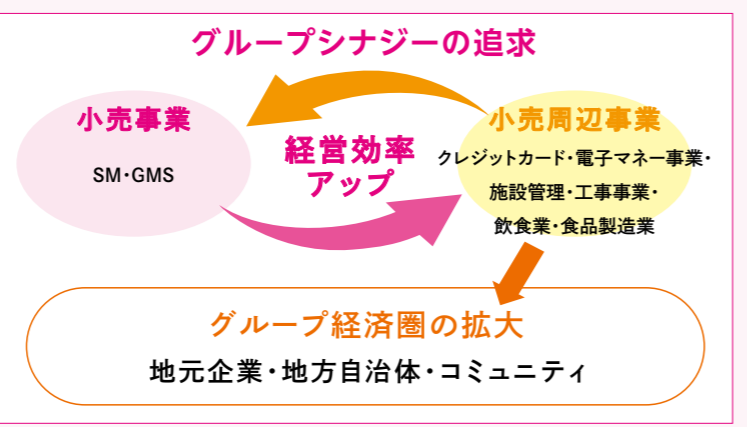 グループシナジーの追求
小売事業
SM・GMS
経営効率
アップ
小売周辺事業
クレジットカード・電子マネー事業・
施設管理・工事事業・
飲食業・食品製造業
グループ経済圏の拡大
地元企業・地方自治体・コミュニティ